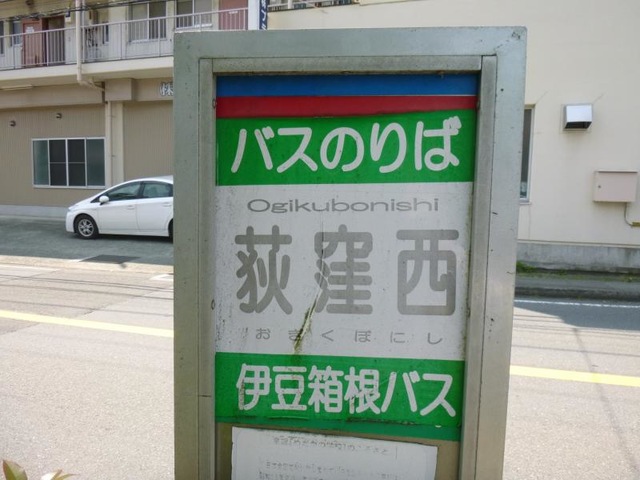 バスのりば
Ogikubonishi
荻窪西
おぎくぼにし
伊豆箱根バス